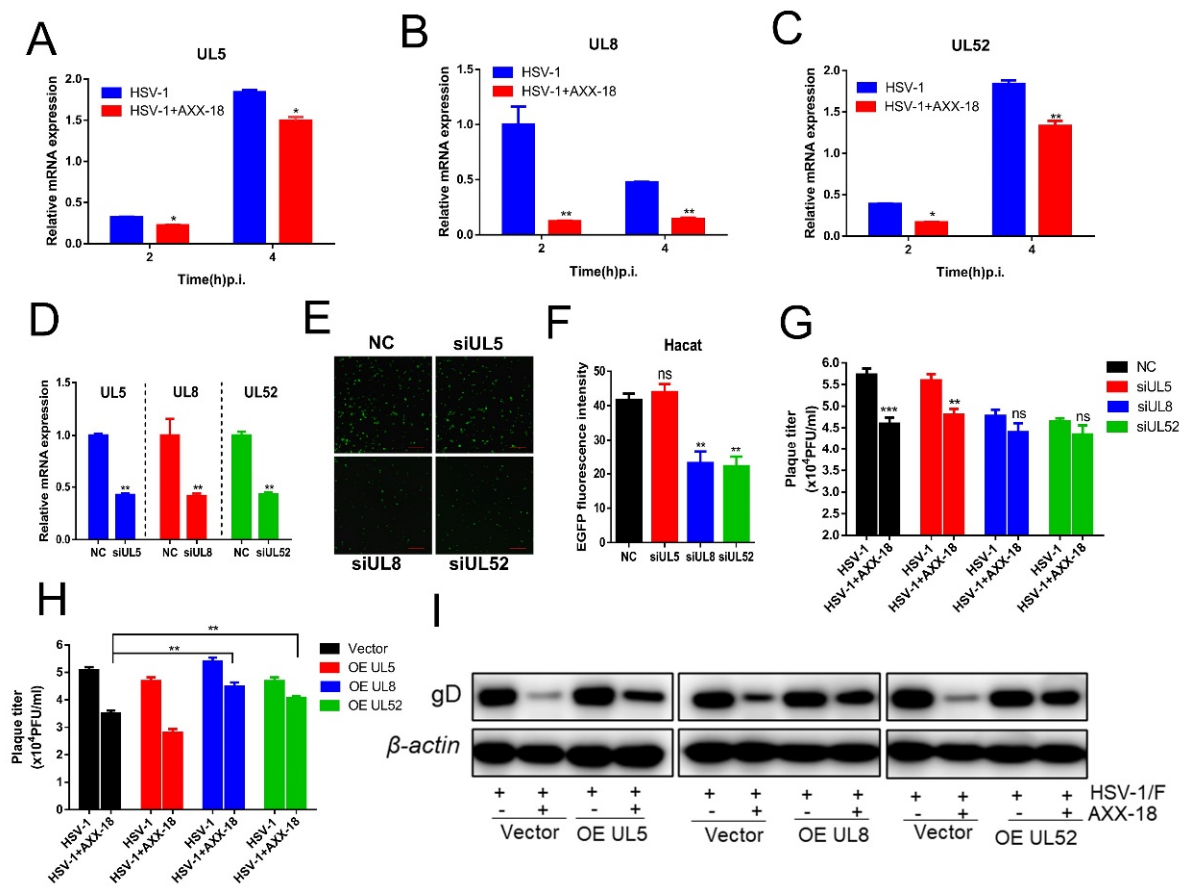 A
UL5
HSV-1
HSV-1+AXX-18
Relative mRNA expression
2.0
1.5
1.0
0.5
0.0
*
*
2
4
Time(h)p.i.
B
UL8
HSV-1
HSV-1+AXX-18
Relative mRNA expression
1.5
1.0
0.5
0.0
**
**
2
4
Time(h)p.i.
C
UL52
HSV-1
HSV-1+AXX-18
Relative mRNA expression
2.0
1.5
1.0
0.5
0.0
*
**
2
4
Time(h)p.i.
D
UL5
UL8
UL52
Relative mRNA expression
1.5
1.0
0.5
0.0
**
**
**
NC siUL5 NC siUL8 NC siUL52
E
NC
siUL5
siUL8
siUL52
F
Hacat
EGFP fluorescence intensity
50
40
30
20
10
0
ns
**
**
NC siUL5 siUL8 siUL52
G
NC
siUL5
siUL8
siUL52
Plaque titer
(x10⁴PFU/ml)
6.0
5.5
5.0
4.5
4.0
3.5
3.0
2.5
2.0
***
**
ns
ns
HSV-1
HSV-1+AXX-18
HSV-1
HSV-1+AXX-18
HSV-1
HSV-1+AXX-18
HSV-1
HSV-1+AXX-18
H
Vector
OE UL5
OE UL8
OE UL52
Plaque titer
(x10⁴PFU/ml)
6
5
4
3
2
1
0
**
**
HSV-1
HSV-1+AXX-18
HSV-1
HSV-1+AXX-18
HSV-1
HSV-1+AXX-18
HSV-1
HSV-1+AXX-18
I
gD
β-actin
+ + + + + + + + + + + + HSV-1/F
- + - + - + - + - + - + AXX-18
Vector OE UL5 Vector OE UL8 Vector OE UL52